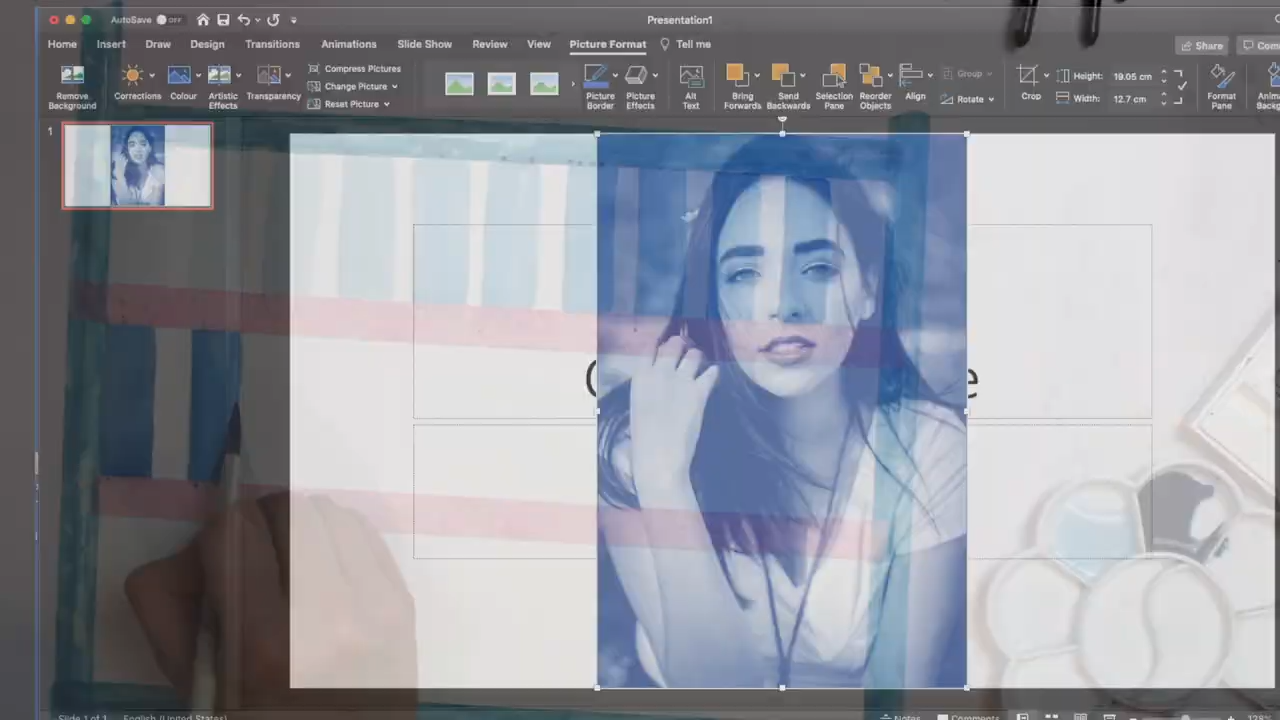 AutoSave OFF
Presentation1
Home Insert Draw Design Transitions Animations Slide Show Review View Picture Format Tell me
Share
Remove Background
Corrections
Colour
Artistic Effects
Transparency
Compress Pictures
Change Picture
Reset Picture
Picture Border
Picture Effects
Alt Text
Bring Forwards
Send Backwards
Selection Pane
Reorder Objects
Align
Group
Rotate
Crop
Height: 19.05 cm
Width: 12.7 cm
Format Pane
1
Slide 1 of 1 English (United States)
Notes Comments 128%